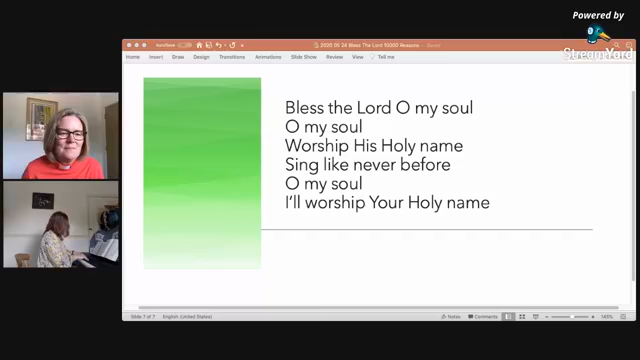 Powered by
StreamYard
AutoSave
2020 05 24 Bless The Lord 10000 Reasons
Home Insert Draw Design Transitions Animations Slide Show Review View Tell me
Bless the Lord O my soul
O my soul
Worship His Holy name
Sing like never before
O my soul
I'll worship Your Holy name
Slide 7 of 7 English (United States) Notes Comments